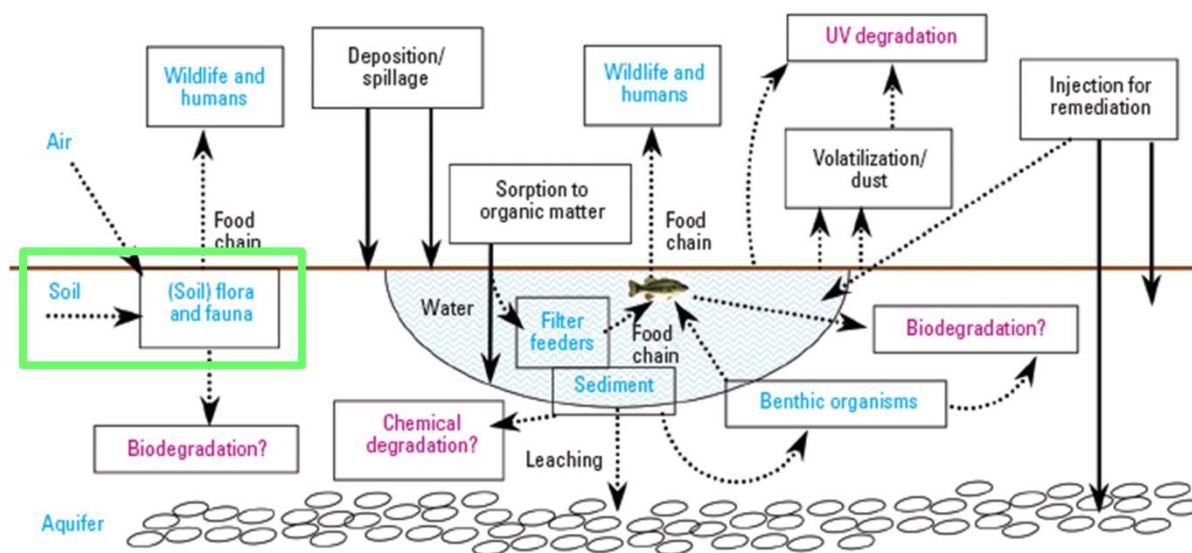 UV degradation
Wildlife and
humans
Deposition/
spillage
Wildlife and
humans
Injection for
remediation
Air
Volatilization/
dust
Sorption to
organic matter
Food
chain
Food
chain
Soil
(Soil) flora
and fauna
Water
Filter
feeders
Food
chain
Biodegradation?
Sediment
Benthic organisms
Chemical
degradation?
Biodegradation?
Leaching
Aquifer